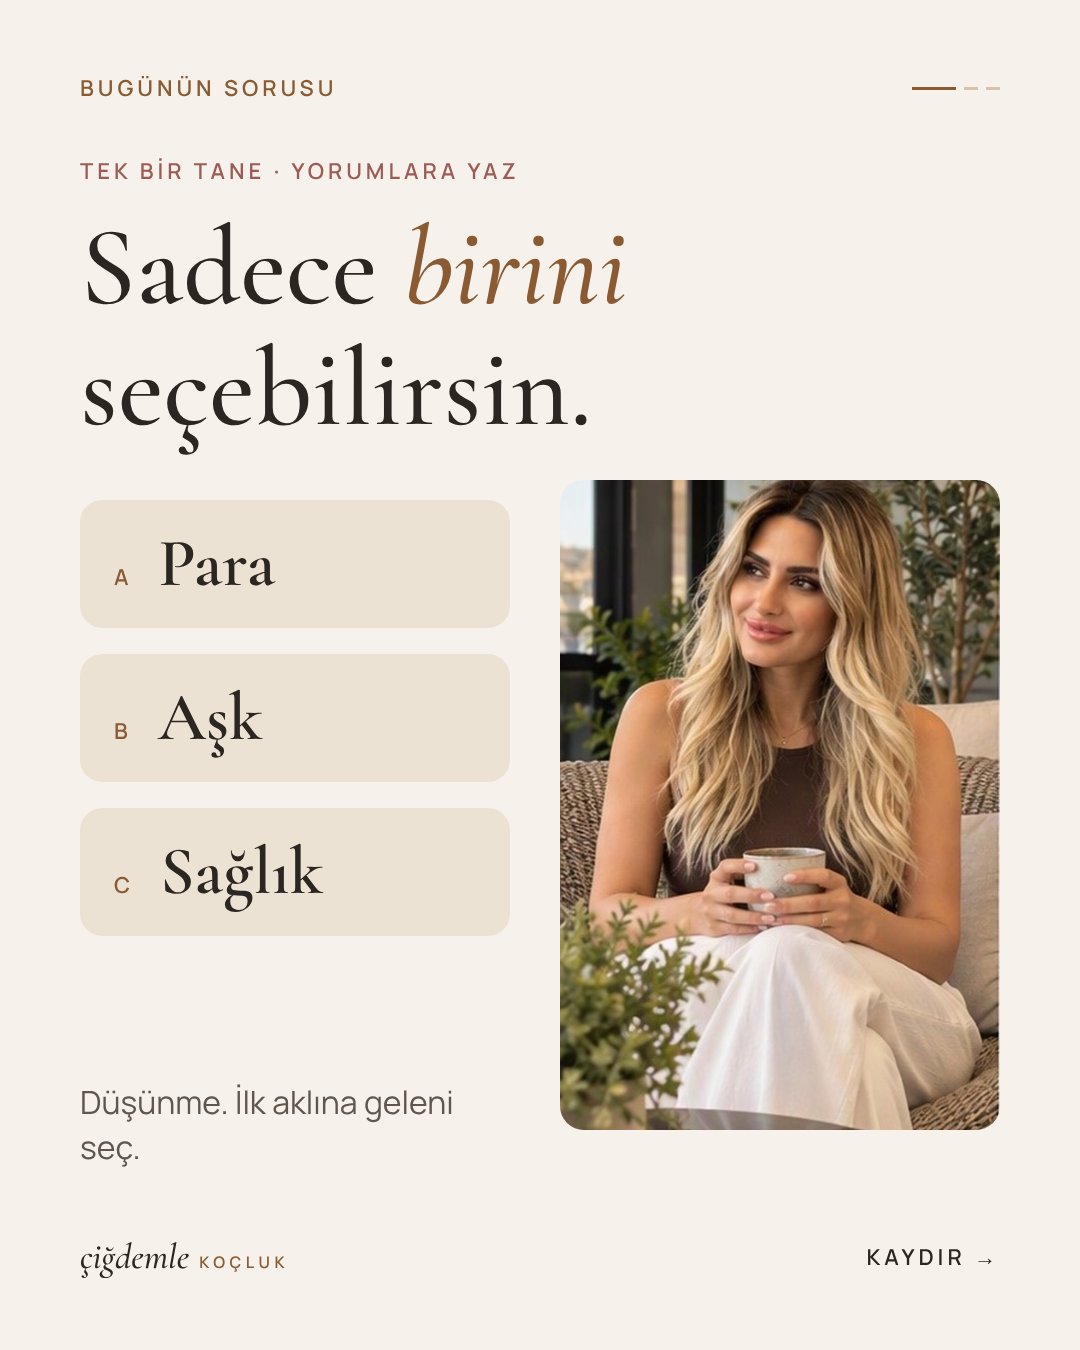 BUGÜNÜN SORUSU
TEK BİR TANE · YORUMLARA YAZ
Sadece birini
seçebilirsin.
A Para
B Aşk
C Sağlık
Düşünme. İlk aklına geleni
seç.
çiğdemle KOÇLUK
KAYDIR →